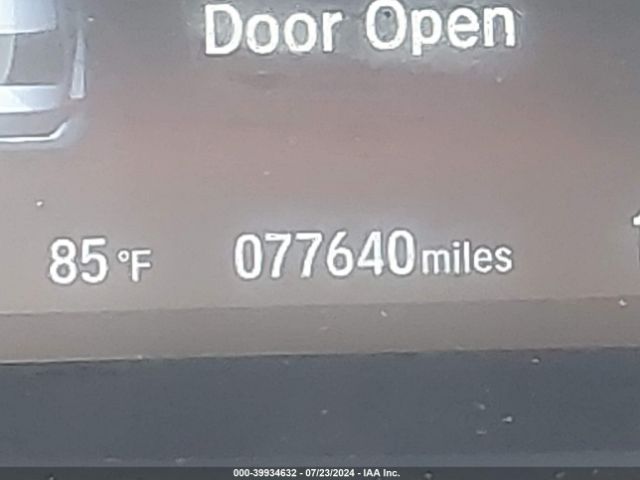 Door Open
85 °F 077640 miles
000-39934632 - 07/23/2024 - IAA Inc.